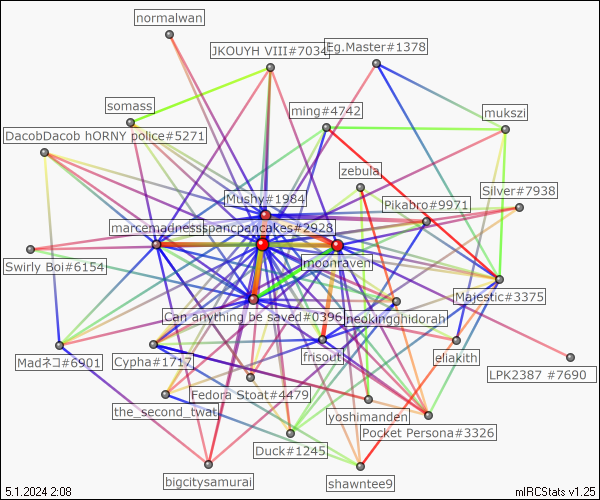 normalwan
JKOUYH VIII#7034
Eg.Master#1378
somass
ming#4742
mukszi
DacobDacob hORNY police#5271
zebula
Silver#7938
Mushy#1984
Pikabro#9971
marcemadness
spancpancakes#2928
moonraven
Swirly Boi#6154
Majestic#3375
Can anything be saved#0396
neokingghidorah
Madネコ#6901
Cypha#1717
frisout
eliakith
LPK2387 #7690
Fedora Stoat#4479
the_second_twat
yoshimanden
Pocket Persona#3326
Duck#1245
bigcitysamurai
shawntee9
5.1.2024 2:08
mIRCStats v1.25